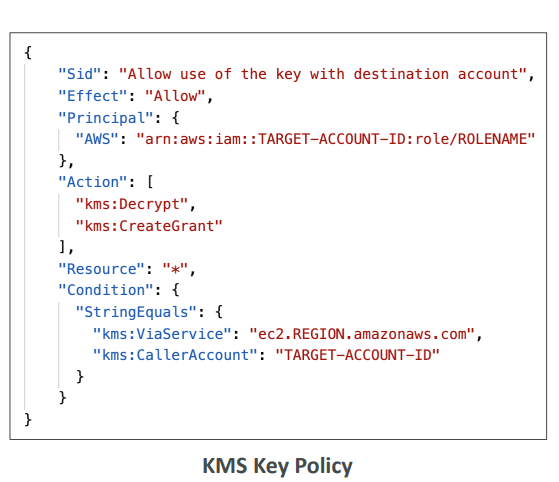 {
"Sid": "Allow use of the key with destination account",
"Effect": "Allow",
"Principal": {
"AWS": "arn:aws:iam::TARGET-ACCOUNT-ID:role/ROLENAME"
},
"Action": [
"kms:Decrypt",
"kms:CreateGrant"
],
"Resource": "*",
"Condition": {
"StringEquals": {
"kms:ViaService": "ec2.REGION.amazonaws.com",
"kms:CallerAccount": "TARGET-ACCOUNT-ID"
}
}
}
KMS Key Policy